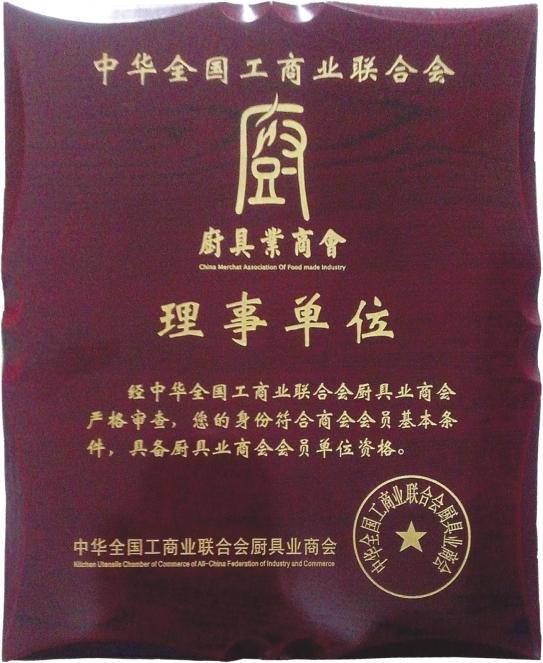 中华全国工商业联合会
廚
廚具業商會
China Merchat Association Of Food made Industry
理事单位
经中华全国工商业联合会厨具业商会
严格审查，您的身份符合商会会员基本条
件，具备厨具业商会会员单位资格。
中华全国工商业联合会厨具业商会
Kitchen Utensils Chamber of Commerce of All-China Federation of Industry and Commerce
中华全国工商业联合会厨具业商会